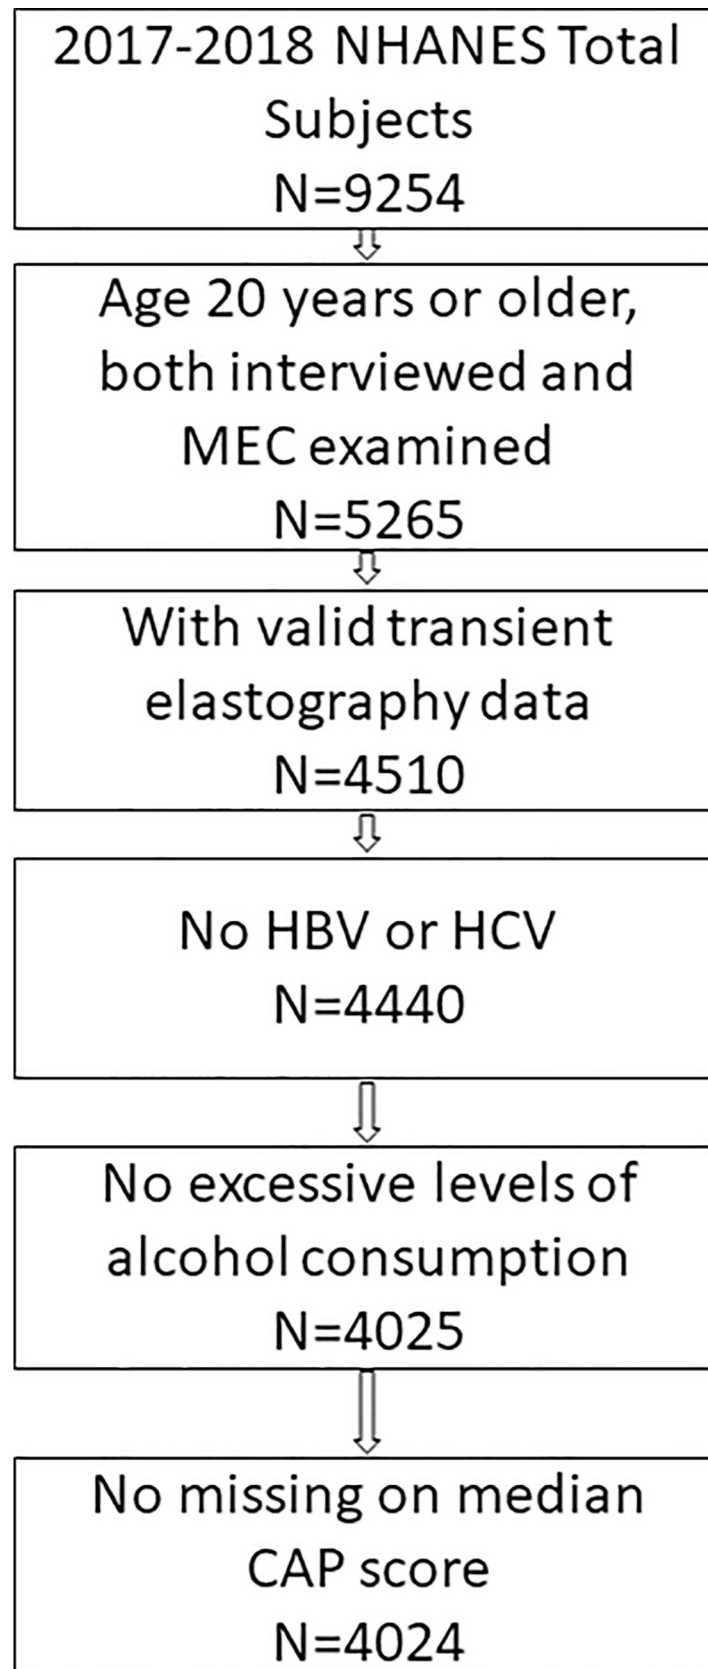 2017-2018 NHANES Total
Subjects
N=9254
Age 20 years or older,
both interviewed and
MEC examined
N=5265
With valid transient
elastography data
N=4510
No HBV or HCV
N=4440
No excessive levels of
alcohol consumption
N=4025
No missing on median
CAP score
N=4024